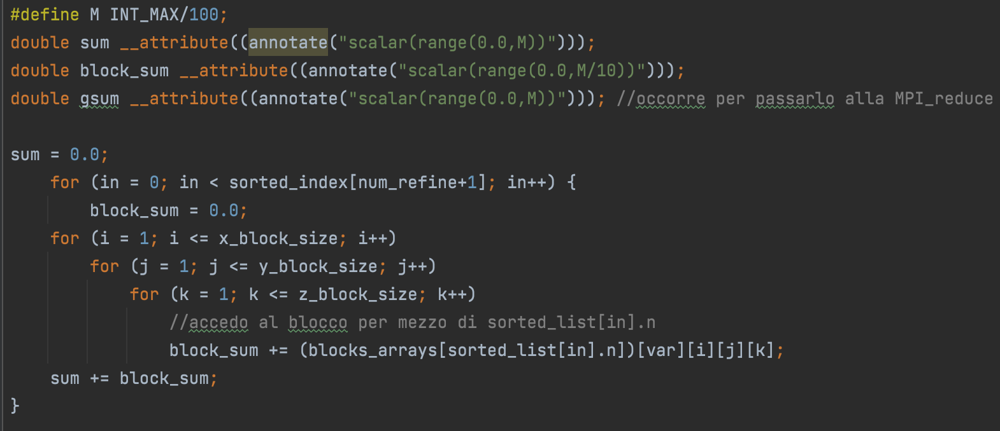 #define M INT_MAX/100;
double sum __attribute((annotate("scalar(range(0.0,M))")));
double block_sum __attribute((annotate("scalar(range(0.0,M/10))")));
double gsum __attribute((annotate("scalar(range(0.0,M))"))); //occorre per passarlo alla MPI_reduce
sum = 0.0;
for (in = 0; in < sorted_index[num_refine+1]; in++) {
block_sum = 0.0;
for (i = 1; i <= x_block_size; i++)
for (j = 1; j <= y_block_size; j++)
for (k = 1; k <= z_block_size; k++)
//accedo al blocco per mezzo di sorted_list[in].n
block_sum += (blocks_arrays[sorted_list[in].n])[var][i][j][k];
sum += block_sum;
}